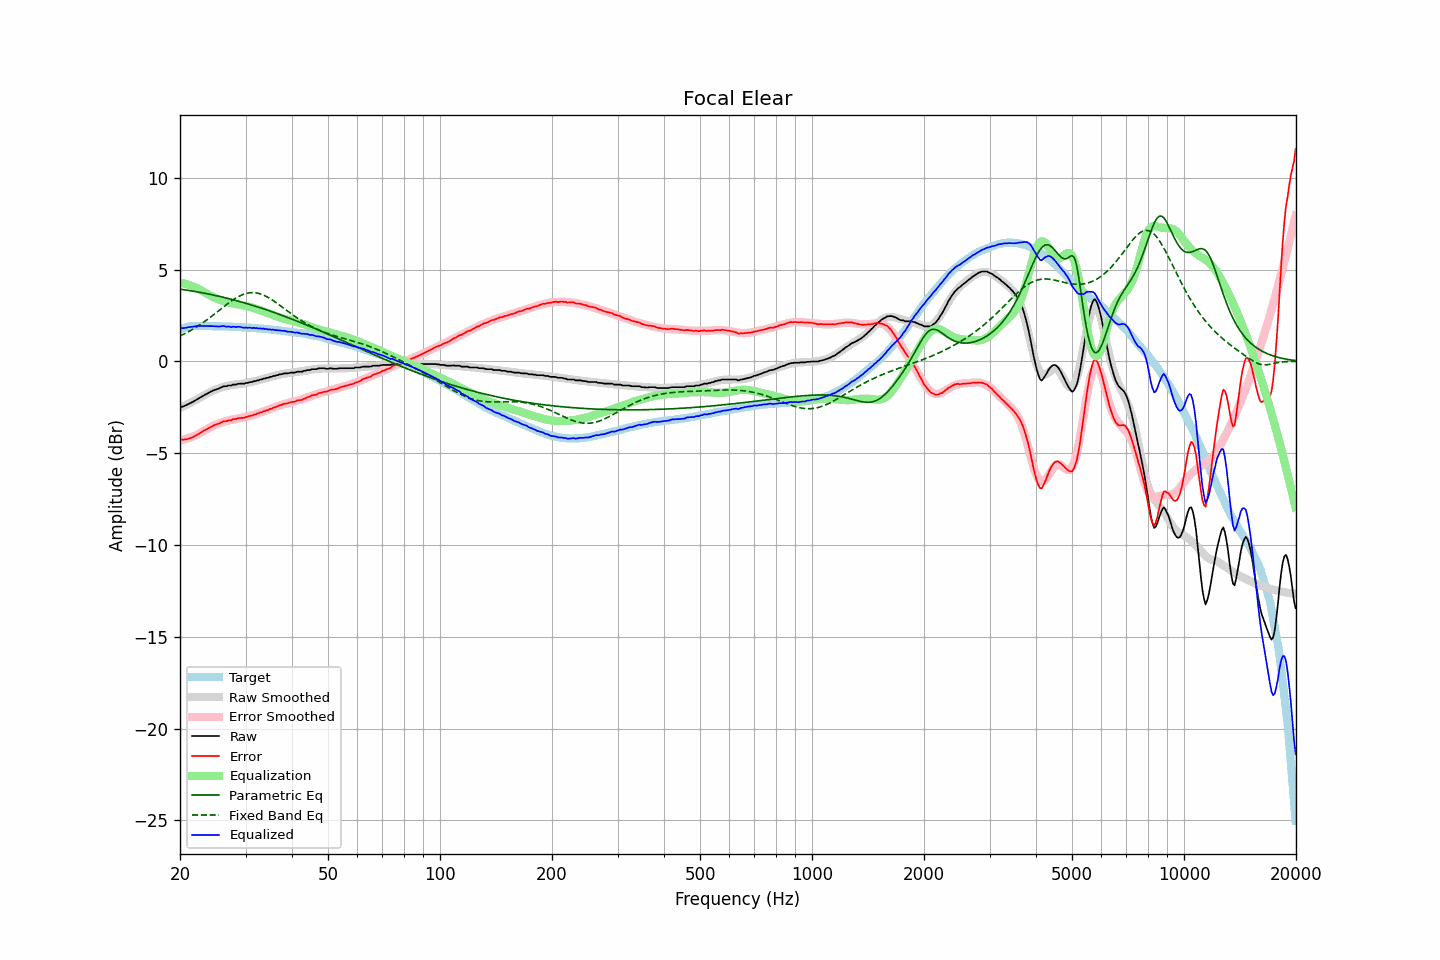 Focal Elear
Amplitude (dBr)
10
5
0
−5
−10
−15
−20
−25
Target
Raw Smoothed
Error Smoothed
Raw
Error
Equalization
Parametric Eq
Fixed Band Eq
Equalized
20 50 100 200 500 1000 2000 5000 10000 20000
Frequency (Hz)